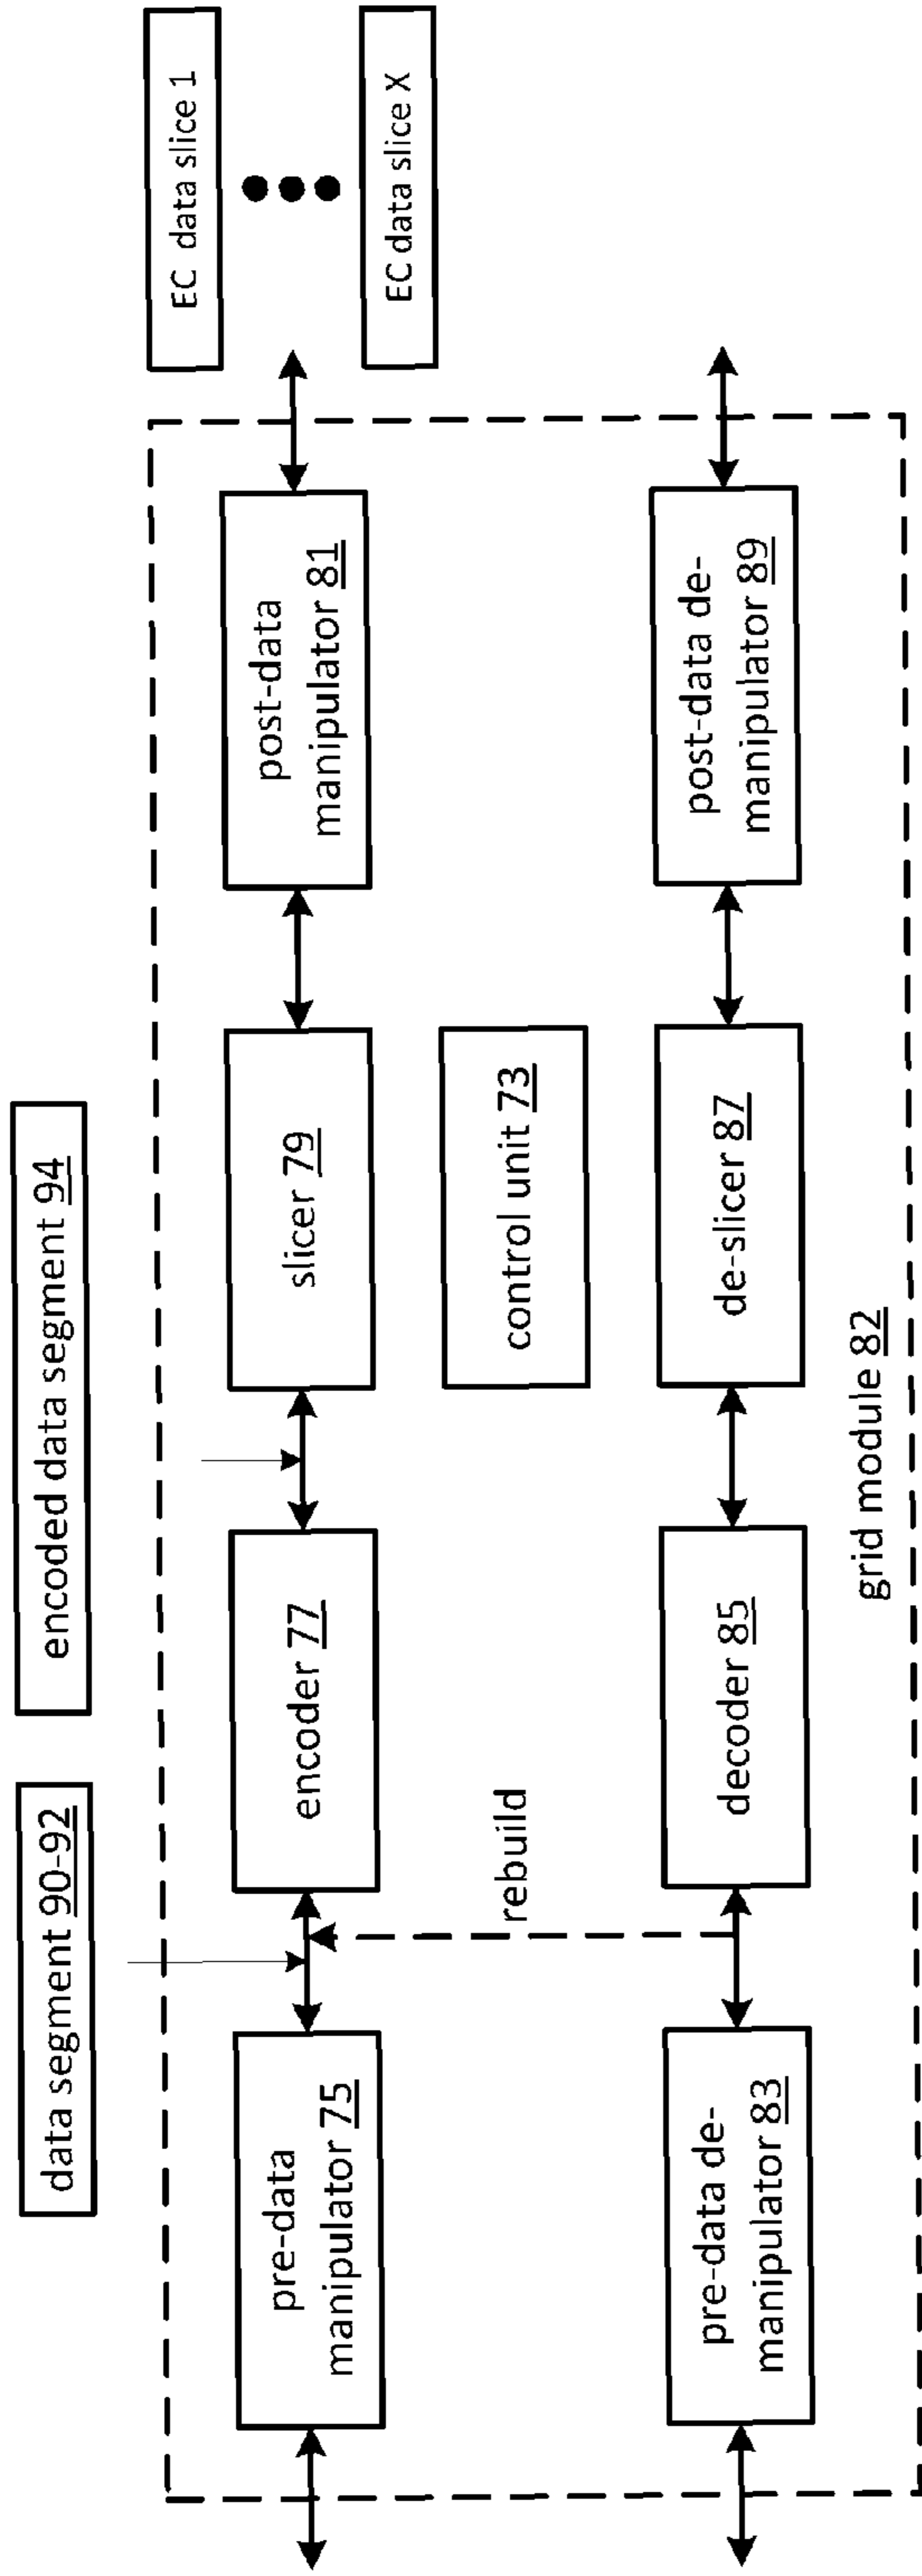 data segment 90-92
encoded data segment 94
EC data slice 1
EC data slice X
pre-data
manipulator 75
encoder 77
slicer 79
post-data
manipulator 81
rebuild
control unit 73
pre-data de-
manipulator 83
decoder 85
de-slicer 87
post-data de-
manipulator 89
grid module 82